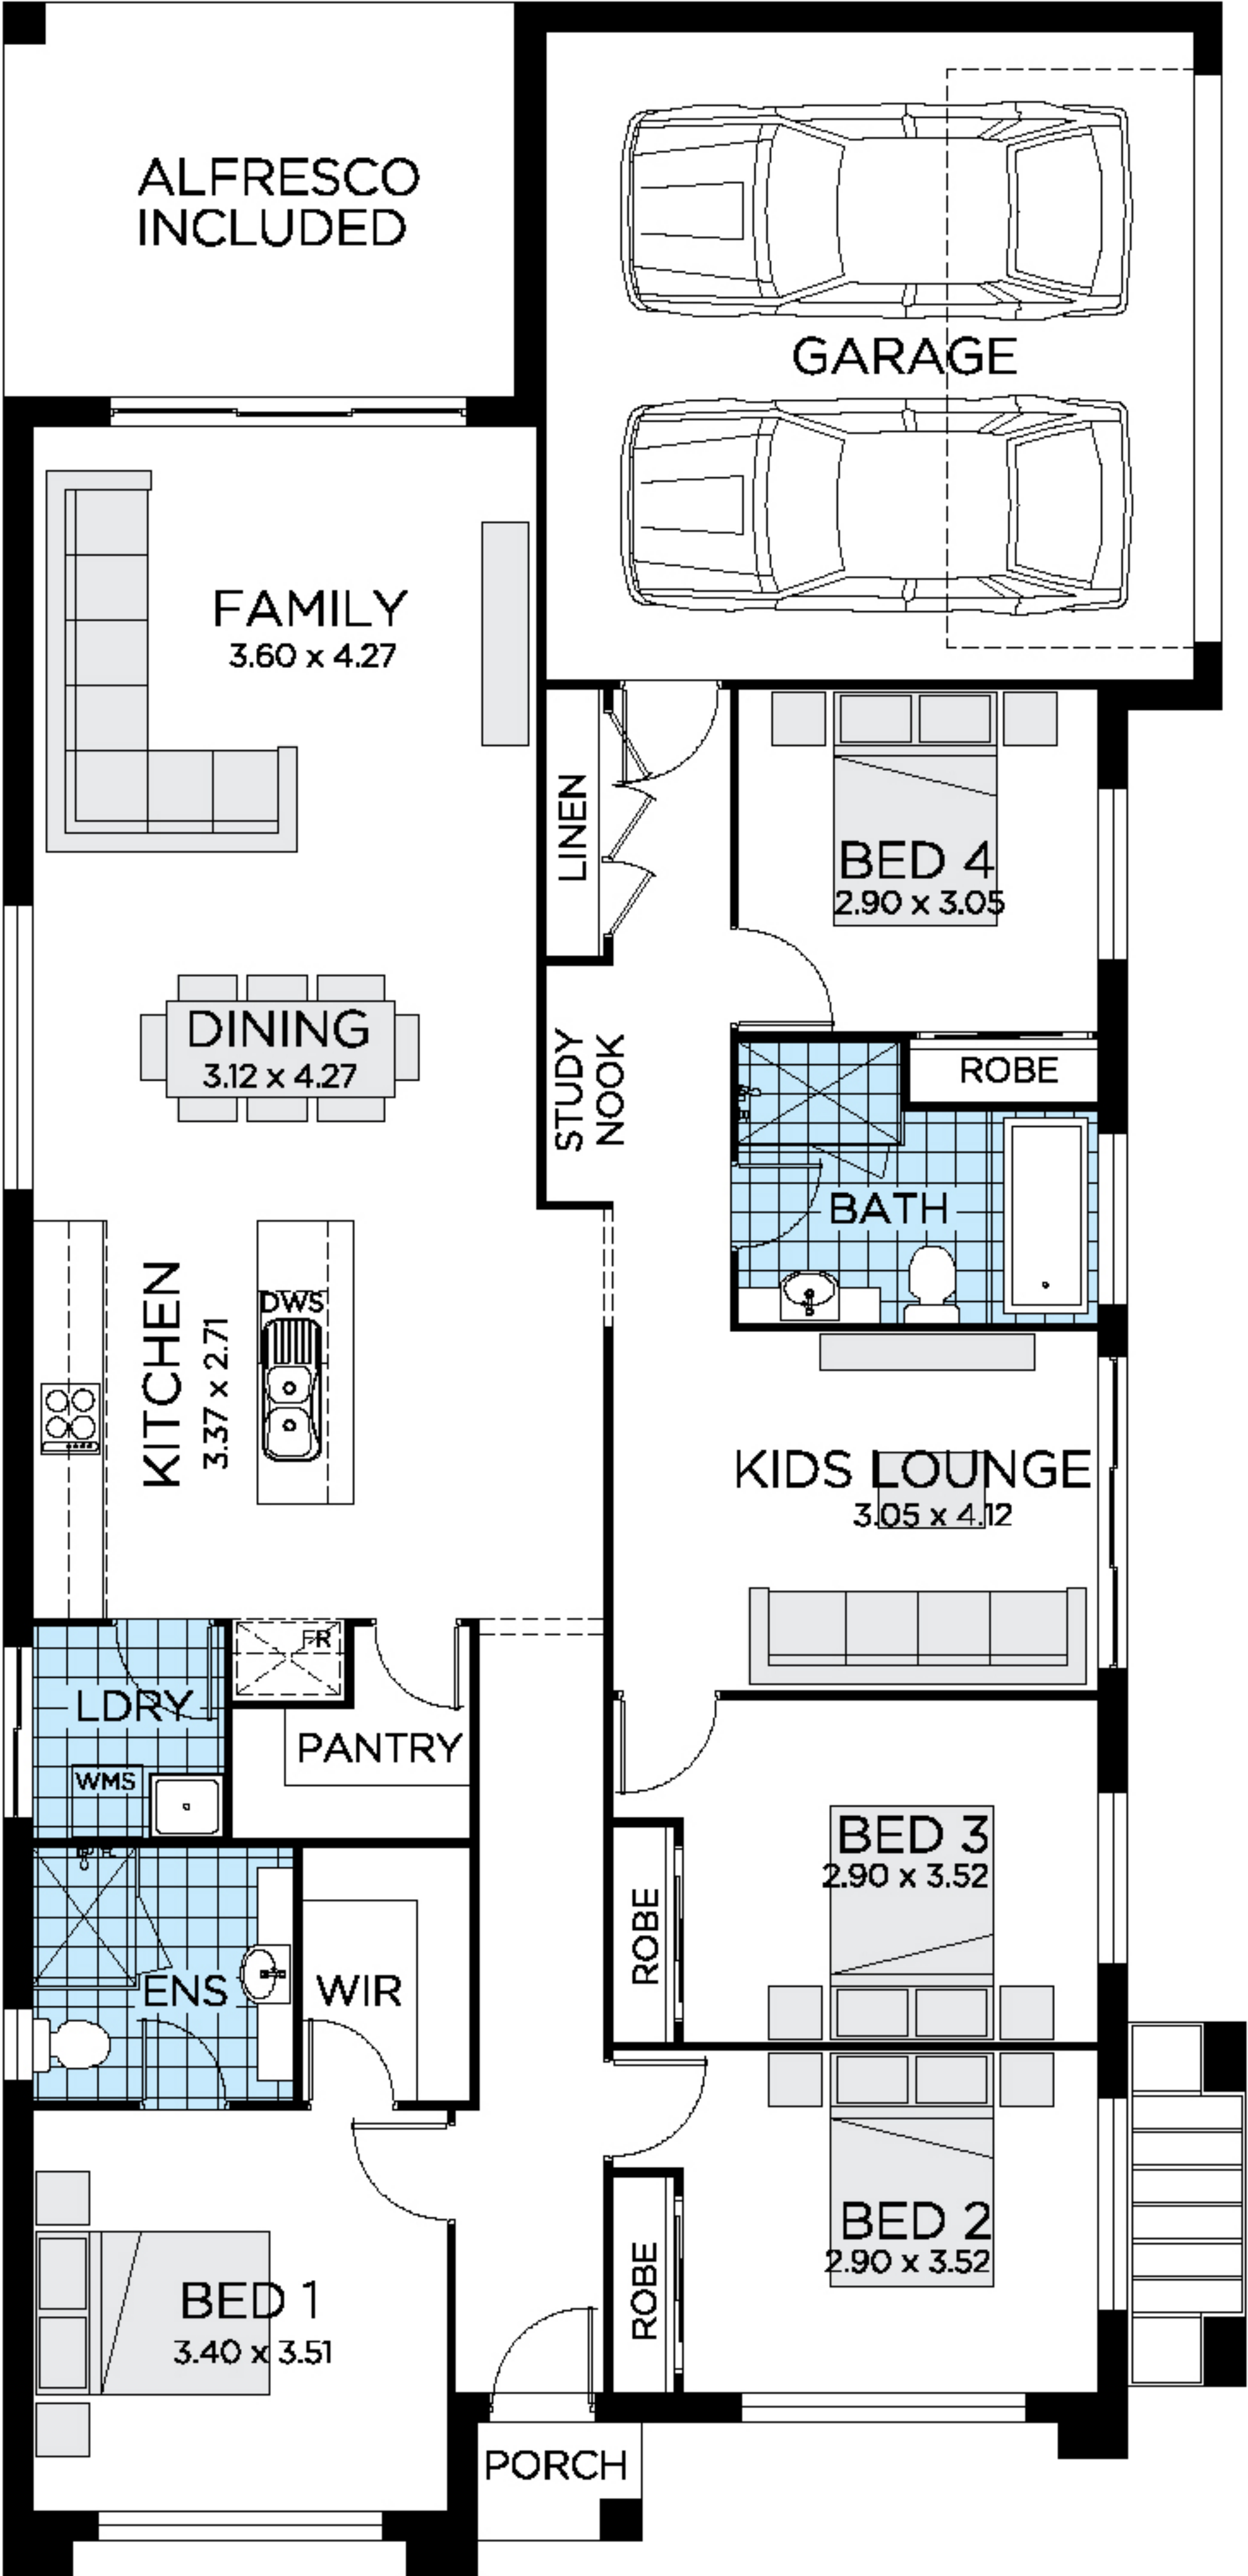 ALFRESCO
INCLUDED
GARAGE
FAMILY
3.60 x 4.27
LINEN
BED 4
2.90 x 3.05
DINING
3.12 x 4.27
STUDY
NOOK
ROBE
BATH
KITCHEN
3.37 x 2.71
DWS
KIDS LOUNGE
3.05 x 4.12
FR
LDRY
PANTRY
WMS
BED 3
2.90 x 3.52
ROBE
ENS
WIR
BED 2
2.90 x 3.52
ROBE
BED 1
3.40 x 3.51
PORCH